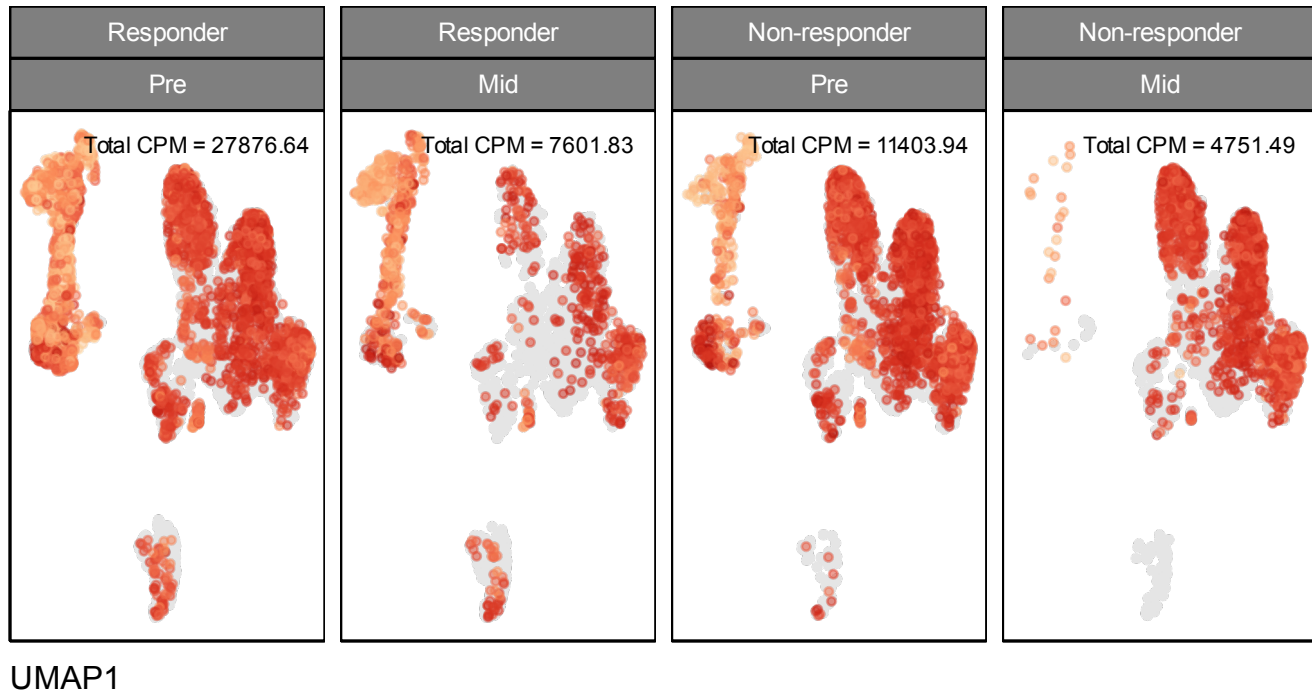 Responder
Responder
Non-responder
Non-responder
Pre
Mid
Pre
Mid
Total CPM = 27876.64
Total CPM = 7601.83
Total CPM = 11403.94
Total CPM = 4751.49
UMAP1